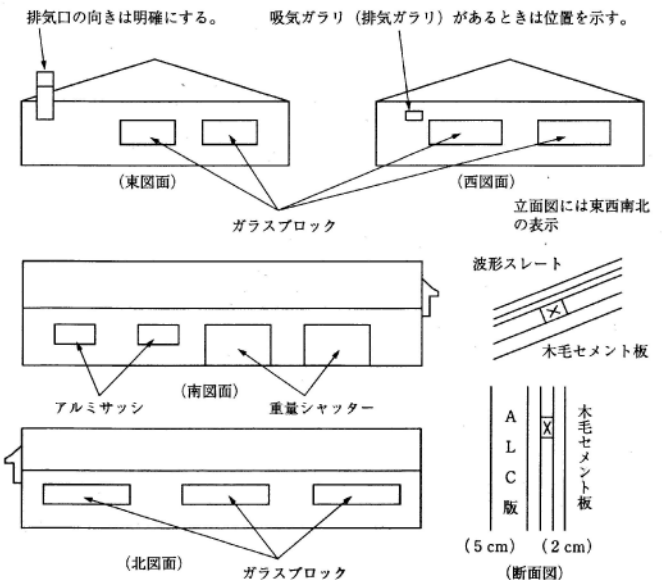 排気口の向きは明確にする。
吸気ガラリ（排気ガラリ）があるときは位置を示す。
（東図面）
（西図面）
ガラスブロック
立面図には東西南北
の表示
波形スレート
木毛セメント板
（南図面）
アルミサッシ
重量シャッター
ALC版
木毛セメント板
(5 cm)
(2 cm)
（断面図）
（北図面）
ガラスブロック